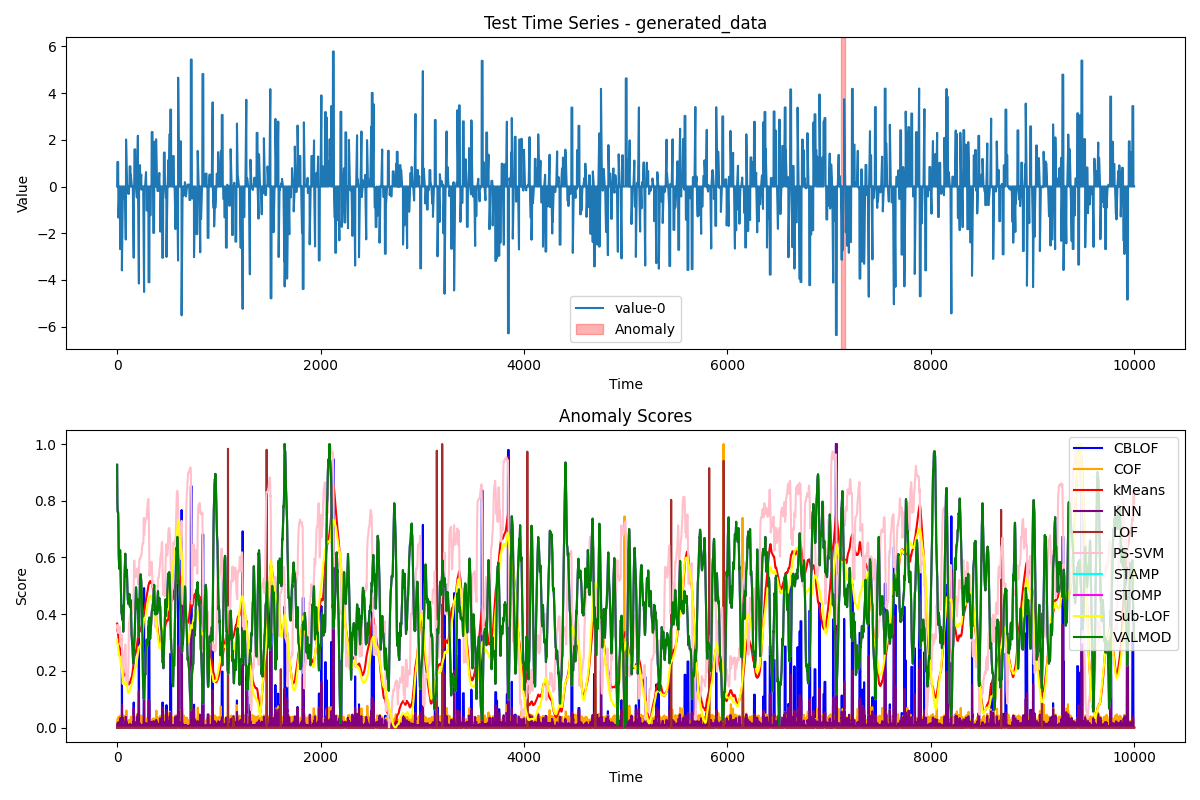 Test Time Series - generated_data
6
4
2
0
−2
−4
−6
Value
value-0
Anomaly
0 2000 4000 6000 8000 10000
Time
Anomaly Scores
1.0
0.8
0.6
0.4
0.2
0.0
Score
CBLOF
COF
kMeans
KNN
LOF
PS-SVM
STAMP
STOMP
Sub-LOF
VALMOD
0 2000 4000 6000 8000 10000
Time